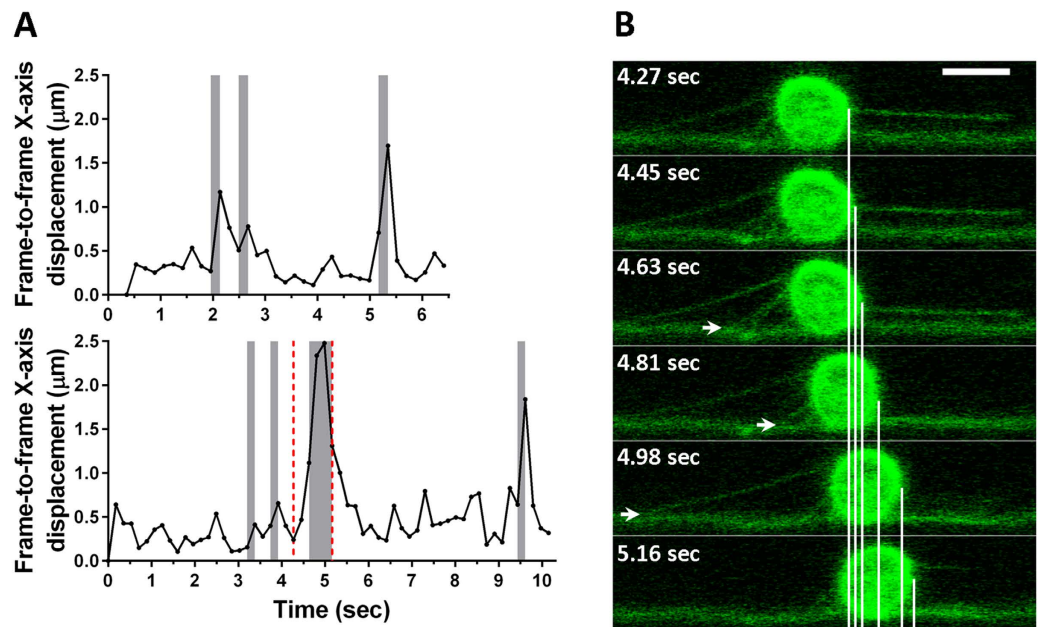 A
B
Frame-to-frame X-axis
displacement (μm)
2.5
2.0
1.5
1.0
0.5
0.0
0 1 2 3 4 5 6
Frame-to-frame X-axis
displacement (μm)
2.5
2.0
1.5
1.0
0.5
0.0
0 1 2 3 4 5 6 7 8 9 10
Time (sec)
4.27 sec
4.45 sec
4.63 sec
4.81 sec
4.98 sec
5.16 sec